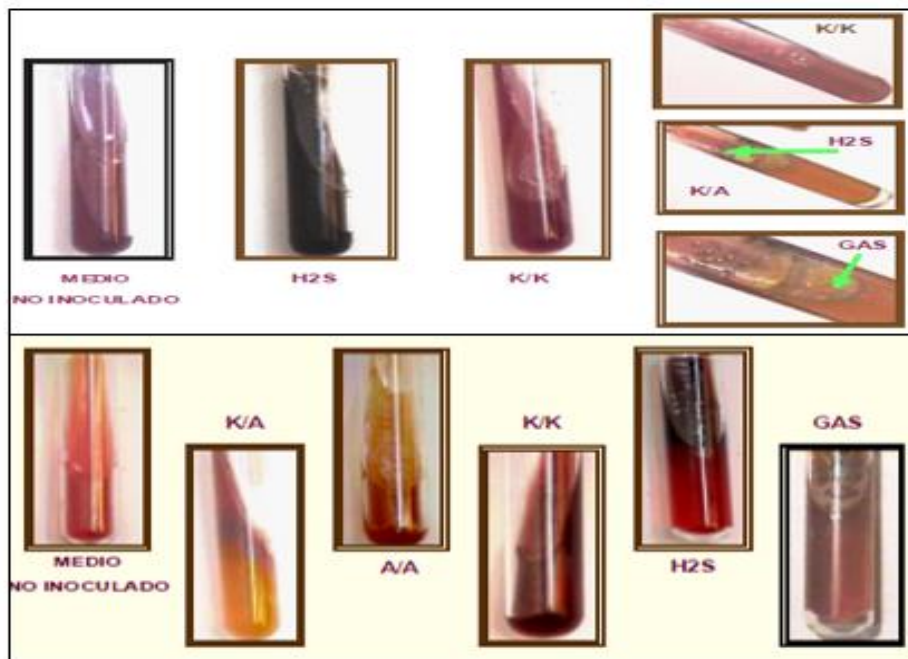 K/K
H2S
K/A
GAS
MEDIO
NO INOCULADO
H2S
K/K
K/A
K/K
GAS
MEDIO
NO INOCULADO
A/A
H2S